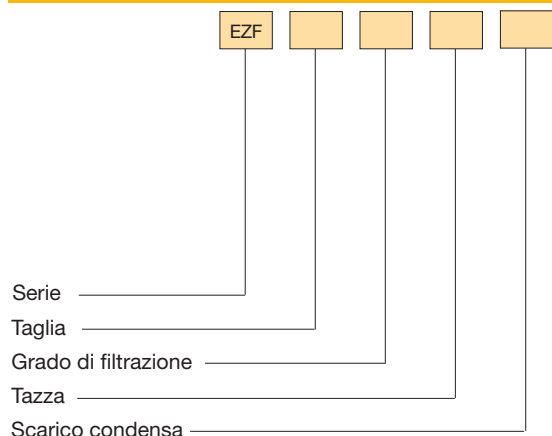 EZF
Serie
Taglia
Grado di filtrazione
Tazza
Scarico condensa